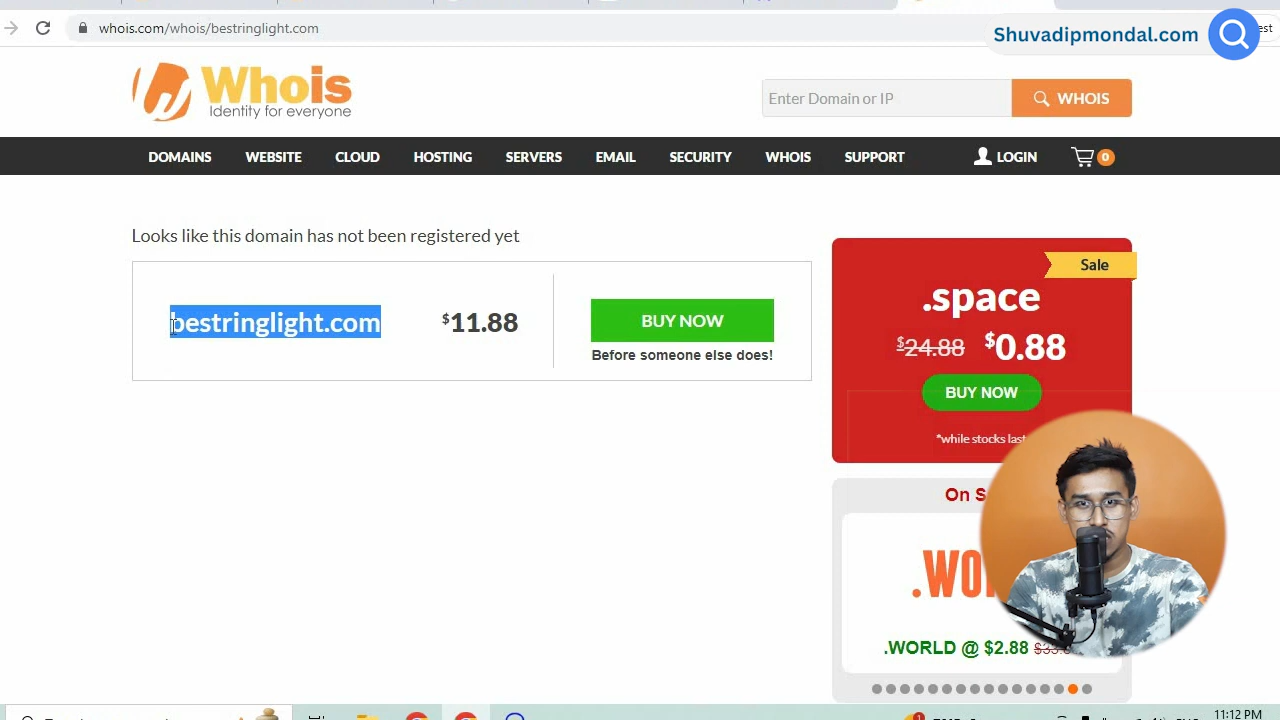 whois.com/whois/bestringlight.com
Shuvadipmondal.com
Whois
Identity for everyone
Enter Domain or IP
WHOIS
DOMAINS WEBSITE CLOUD HOSTING SERVERS EMAIL SECURITY WHOIS SUPPORT LOGIN 0
Looks like this domain has not been registered yet
bestringlight.com $11.88 BUY NOW
Before someone else does!
Sale
.space
$24.88 $0.88
BUY NOW
*while stocks last
On S
.WO
.WORLD @ $2.88
11:12 PM